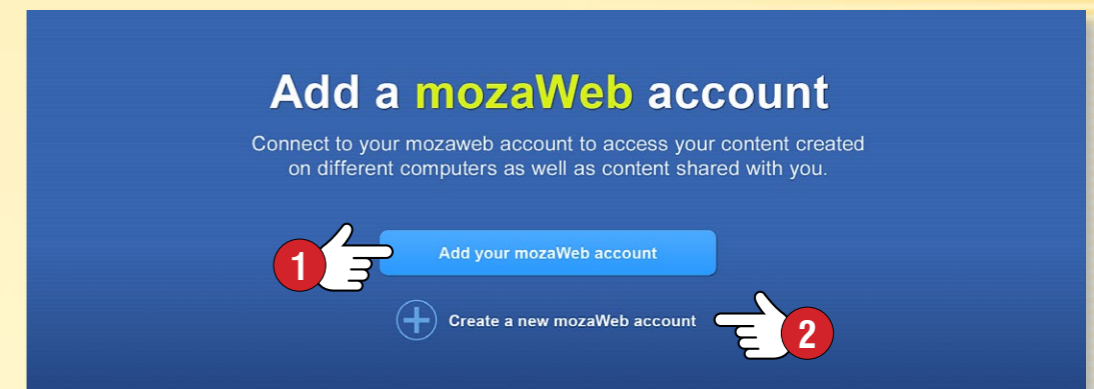 Add a mozaWeb account
Connect to your mozaweb account to access your content created
on different computers as well as content shared with you.
1
Add your mozaWeb account
Create a new mozaWeb account
2